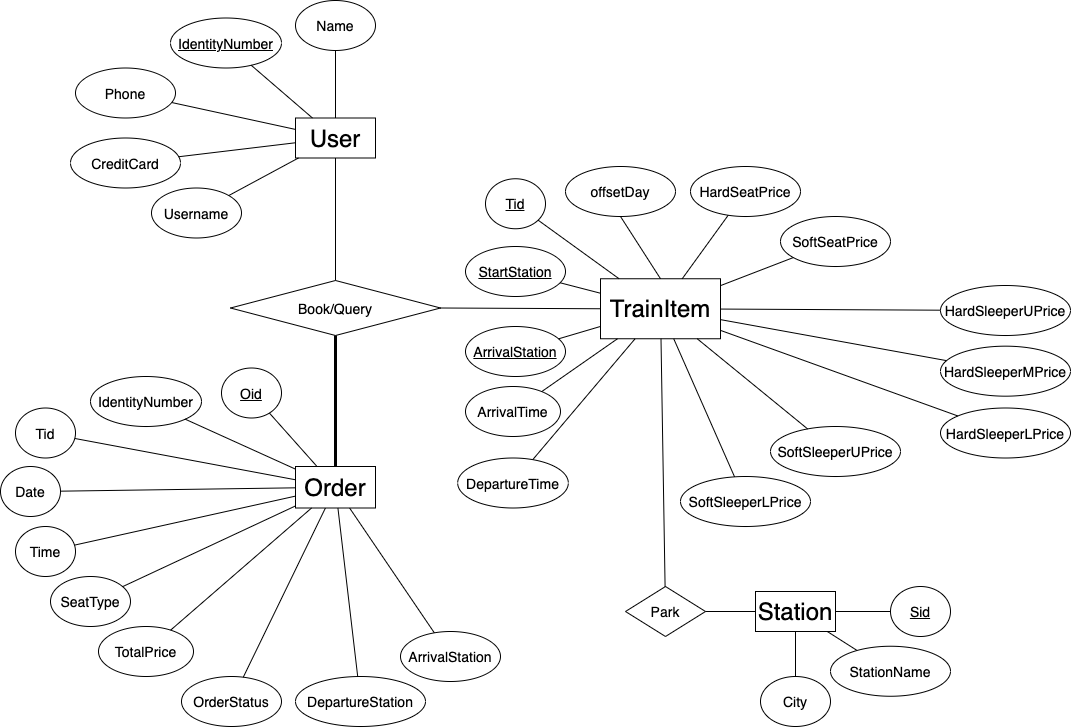 Name
IdentityNumber
Phone
User
CreditCard
Username
Tid
offsetDay
HardSeatPrice
SoftSeatPrice
StartStation
Book/Query
TrainItem
HardSleeperUPrice
ArrivalStation
HardSleeperMPrice
ArrivalTime
HardSleeperLPrice
SoftSleeperUPrice
DepartureTime
SoftSleeperLPrice
Oid
IdentityNumber
Tid
Date
Order
Time
SeatType
TotalPrice
OrderStatus
DepartureStation
ArrivalStation
Park
Station
Sid
StationName
City